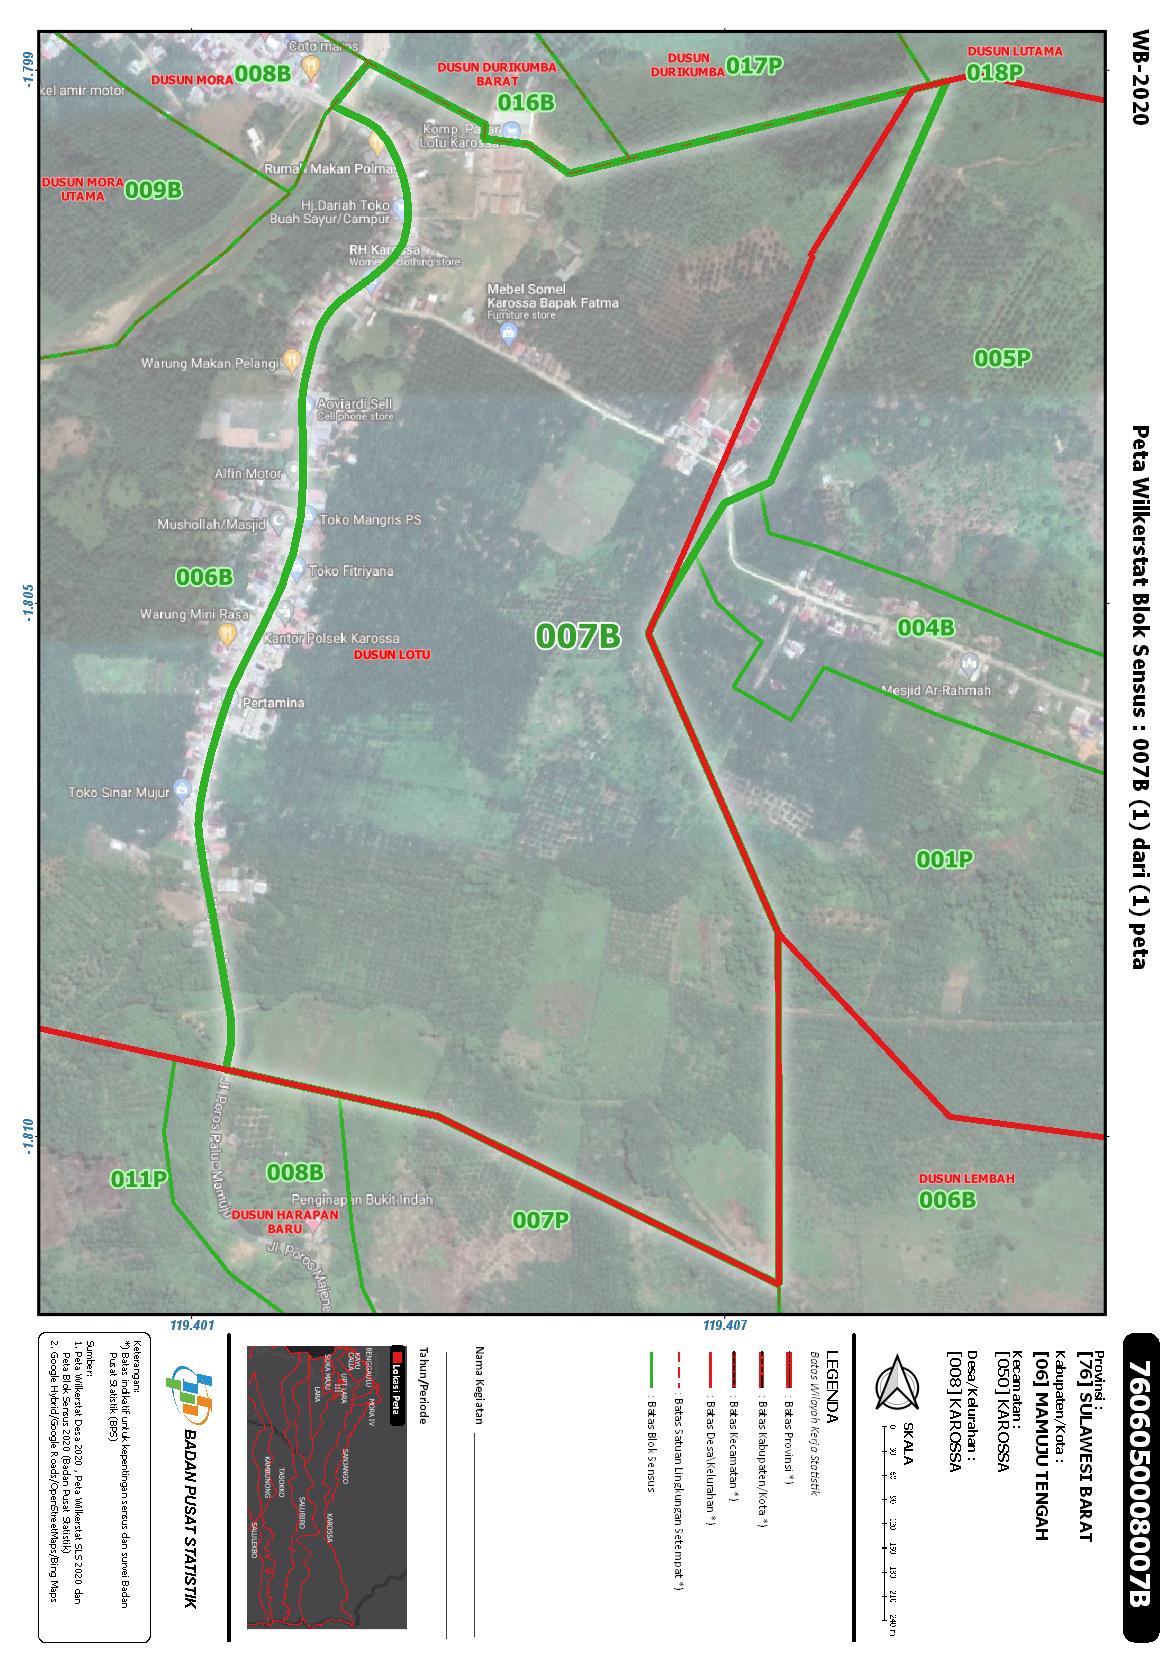 WB-2020
Peta Wilkerstat Blok Sensus : 007B (1) dari (1) peta
7606050008007B
-1.799
-1.805
-1.810
119.401
119.407
Coto maros
DUSUN MORA
008B
DUSUN DURIKUMBA
BARAT
016B
DUSUN
DURIKUMBA
017P
DUSUN LUTAMA
018P
kel amir motor
Komp. Pasar
Lotu Karossa
Rumah Makan Polmas
DUSUN MORA
UTAMA
009B
Hj.Dariah Toko
Buah Sayur/Campur
RH Karossa
Women's clothing store
Mebel Somel
Karossa Bapak Fatma
Furniture store
Warung Makan Pelangi
005P
Aoviardi Sell
Cell phone store
Alfin Motor
Mushollah/Masjid
Toko Mangris PS
Toko Fitriyana
006B
Warung Mini Rasa
Kantor Polsek Karossa
DUSUN LOTU
007B
004B
Mesjid Ar-Rahmah
Pertamina
Toko Sinar Mujur
001P
Jl. Poros Palu - Mamuju
011P
008B
Penginapan Bukit Indah
DUSUN HARAPAN
BARU
007P
DUSUN LEMBAH
006B
Jl. Poros Majene
Provinsi :
[76] SULAWESI BARAT
Kabupaten/Kota :
[06] MAMUJU TENGAH
Kecamatan :
[050] KAROSSA
Desa/Kelurahan :
[008] KAROSSA
SKALA
0 30 60 90 120 150 180 210 240 m
LEGENDA
Batas Wilayah Kerja Statistik
: Batas Provinsi *)
: Batas Kabupaten/Kota *)
: Batas Kecamatan *)
: Batas Desa\Kelurahan *)
: Batas Satuan Lingkungan Setempat *)
: Batas Blok Sensus
Nama Kegiatan
Tahun/Periode
Lokasi Peta
BENGGAULU
MORA IV
KAYU
CALLA
UPT LARA
III
SUKA MAJU
LARA
SANJANGO
KAROSSA
SALUBIRO
TASOKKO
KAMBUNONG
SALULEKBO
BADAN PUSAT STATISTIK
Keterangan:
*) Batas indikatif untuk kepentingan sensus dan survei Badan
Pusat Statistik (BPS)
Sumber:
1. Peta Wilkerstat Desa 2020 , Peta Wilkerstat SLS 2020 dan
Peta Blok Sensus 2020 (Badan Pusat Statistik)
2. Google Hybrid/Google Roads/OpenStreetMaps/Bing Maps